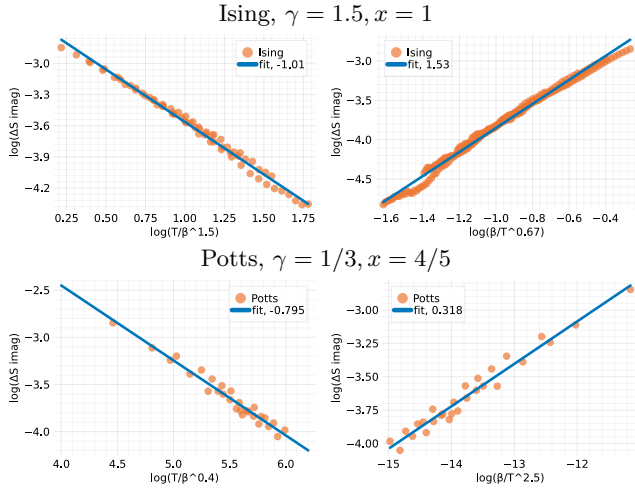 Ising, γ = 1.5, x = 1
log(ΔS imag)
−3.0
−3.3
−3.6
−3.9
−4.2
Ising
fit, -1.01
0.25
0.50
0.75
1.00
1.25
1.50
1.75
log(T/β^1.5)
log(ΔS imag)
−3.0
−3.5
−4.0
−4.5
Ising
fit, 1.53
−1.6
−1.4
−1.1
−0.9
−0.6
−0.4
log(β/T^0.67)
Potts, γ = 1/3, x = 4/5
log(ΔS imag)
−2.5
−3.0
−3.5
−4.0
Potts
fit, -0.795
4.0
4.5
5.0
5.5
6.0
log(T/β^0.4)
log(ΔS imag)
−3.00
−3.25
−3.50
−3.75
−4.00
Potts
fit, 0.318
−15
−14
−13
−12
log(β/T^2.5)